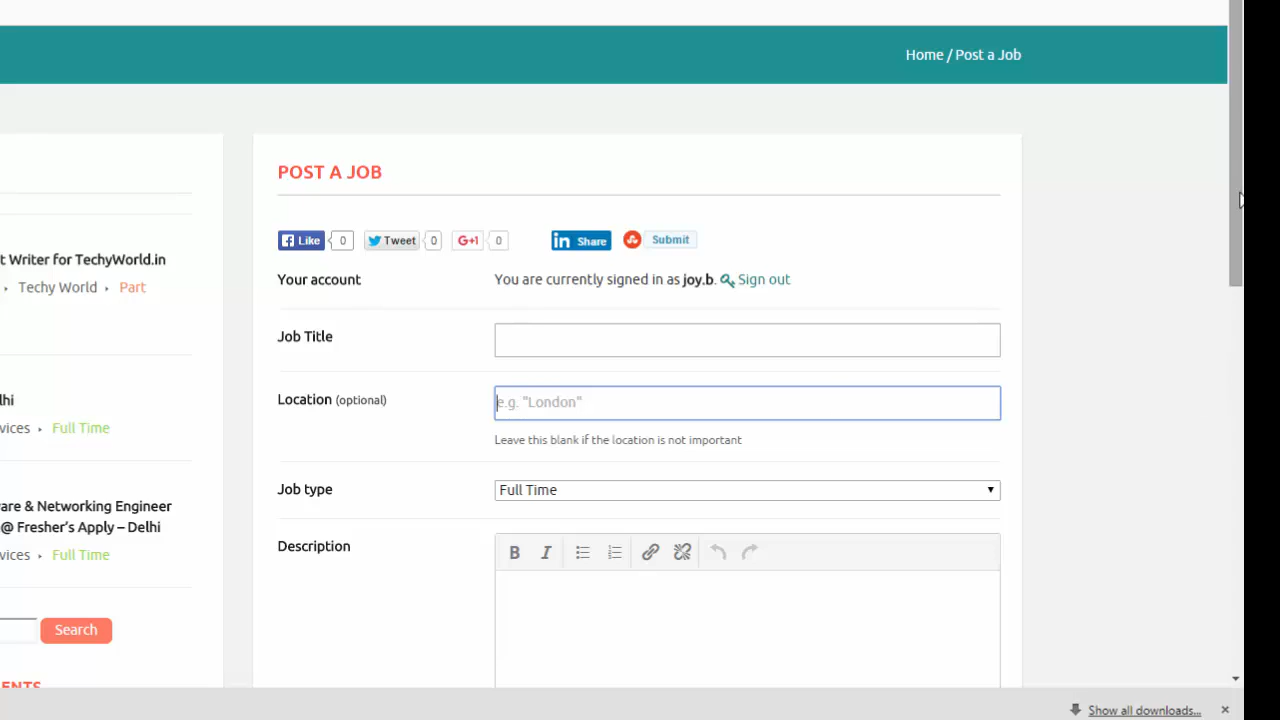 Home / Post a Job
t Writer for TechyWorld.in
Techy World
Part
lhi
vices
Full Time
are & Networking Engineer
@ Fresher's Apply – Delhi
vices
Full Time
Search
ENTS
POST A JOB
Like 0 Tweet 0 G+1 0 in Share Submit
Your account You are currently signed in as joy.b. Sign out
Job Title
Location (optional) e.g. "London"
Leave this blank if the location is not important
Job type Full Time
Description
B I
Show all downloads...